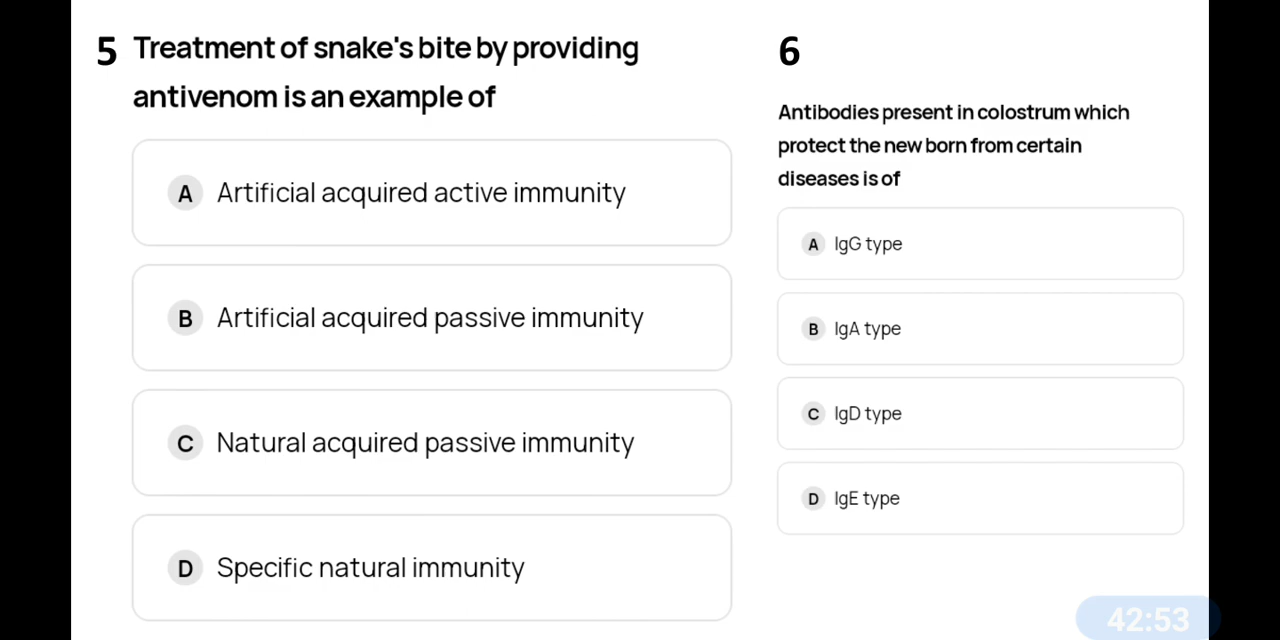 5 Treatment of snake's bite by providing
antivenom is an example of
A Artificial acquired active immunity
B Artificial acquired passive immunity
C Natural acquired passive immunity
D Specific natural immunity
6
Antibodies present in colostrum which
protect the new born from certain
diseases is of
A IgG type
B IgA type
C IgD type
D IgE type
42:53